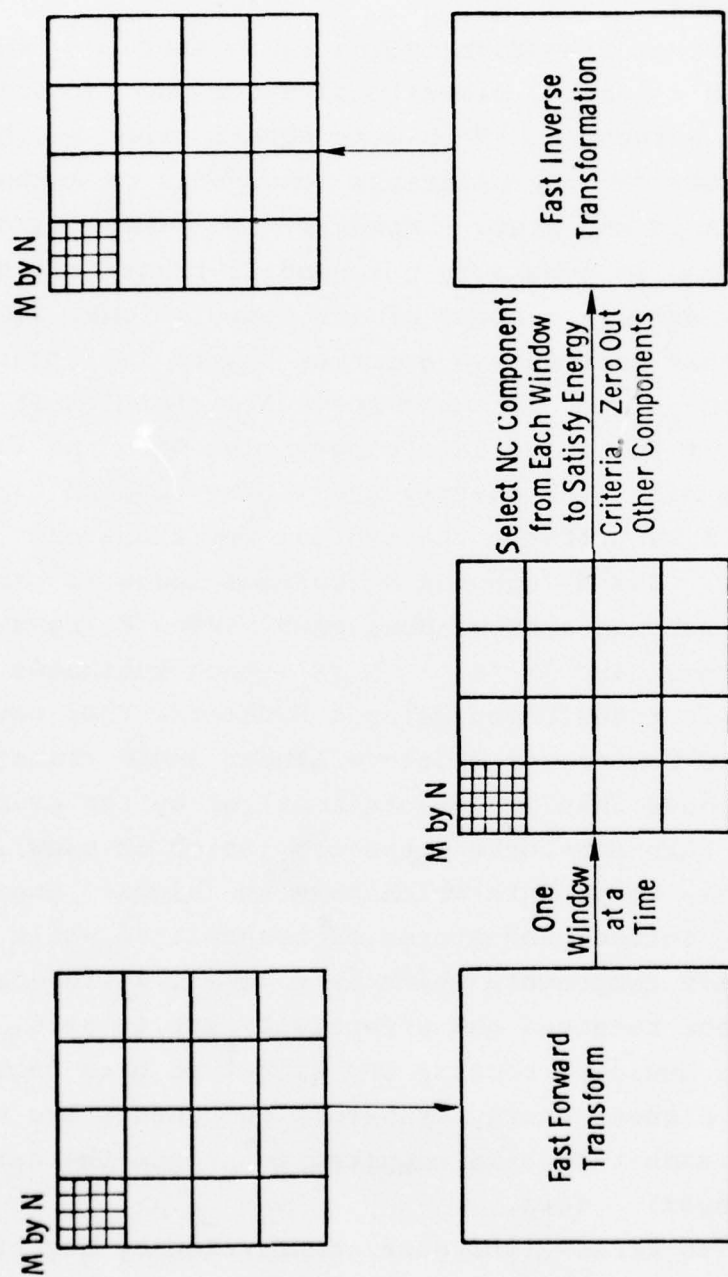 M by N
Fast Forward
Transform
One
Window
at a
Time
M by N
Select NC Component
from Each Window
to Satisfy Energy
Criteria. Zero Out
Other Components
Fast Inverse
Transformation
M by N